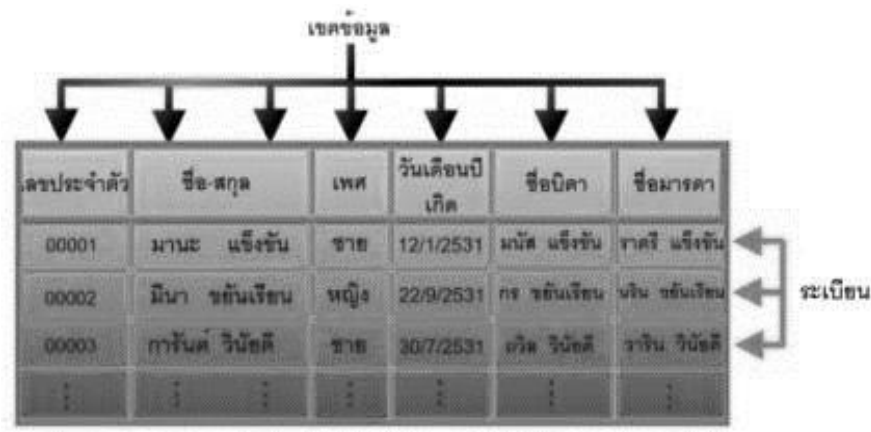 เขตข้อมูล
เลขประจำตัว ชื่อ-สกุล เพศ วันเดือนปี ชื่อบิดา ชื่อมารดา
เกิด
00001 มานะ แข็งขัน ชาย 12/1/2531 มนัส แข็งขัน ราตรี แข็งขัน
00002 มีนา ขยันเรียน หญิง 22/9/2531 กร ขยันเรียน นริน ขยันเรียน
00003 การันต์ วินัยดี ชาย 30/7/2531 วินัยดี วาริน วินัยดี
ระเบียน